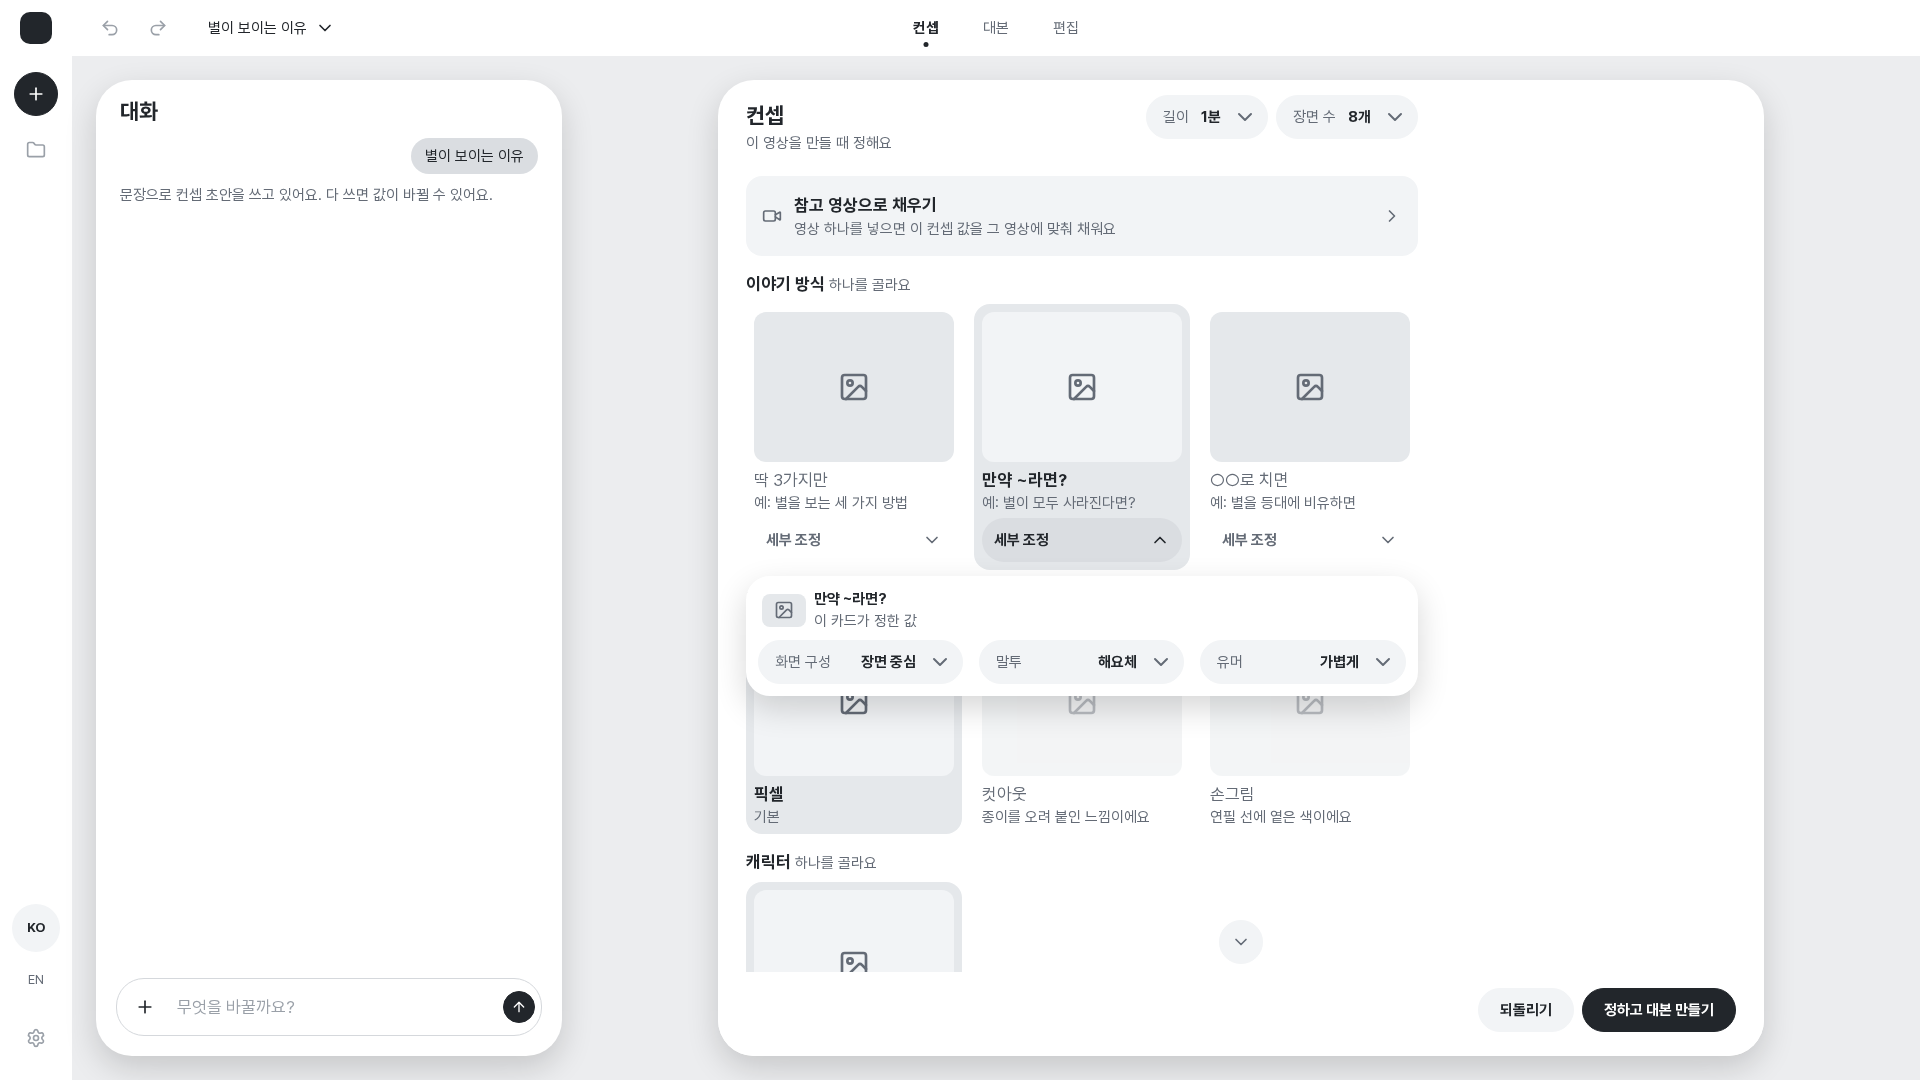 별이 보이는 이유
컨셉
대본
편집
대화
별이 보이는 이유
문장으로 컨셉 초안을 쓰고 있어요. 다 쓰면 값이 바뀔 수 있어요.
무엇을 바꿀까요?
KO
EN
컨셉
이 영상을 만들 때 정해요
길이 1분
장면 수 8개
참고 영상으로 채우기
영상 하나를 넣으면 이 컨셉 값을 그 영상에 맞춰 채워요
이야기 방식 하나를 골라요
딱 3가지만
예: 별을 보는 세 가지 방법
세부 조정
만약 ~라면?
예: 별이 모두 사라진다면?
세부 조정
○○로 치면
예: 별을 등대에 비유하면
세부 조정
만약 ~라면?
이 카드가 정한 값
화면 구성 장면 중심
말투 해요체
유머 가볍게
픽셀
기본
컷아웃
종이를 오려 붙인 느낌이에요
손그림
연필 선에 옅은 색이에요
캐릭터 하나를 골라요
되돌리기
정하고 대본 만들기